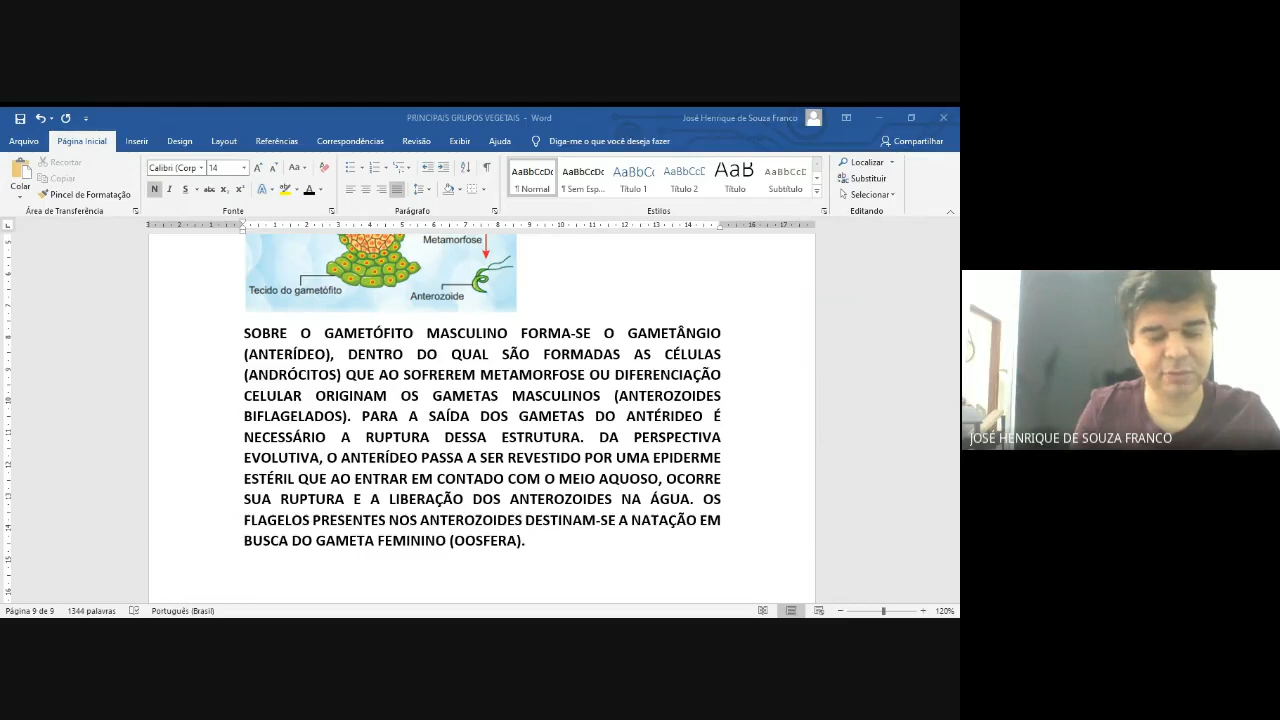 PRINCIPAIS GRUPOS VEGETAIS - Word
José Henrique de Souza Franco
Arquivo Página Inicial Inserir Design Layout Referências Correspondências Revisão Exibir Ajuda Diga-me o que você deseja fazer Compartilhar
Colar
Recortar
Copiar
Pincel de Formatação
Área de Transferência
Calibri (Corp 14
Fonte
Parágrafo
AaBbCcDc AaBbCcDc AaBbCc AaBbCcC AaB AaBbCcC
¶ Normal ¶ Sem Esp... Título 1 Título 2 Título Subtítulo
Estilos
Localizar
Substituir
Selecionar
Editando
Metamorfose
Tecido do gametófito
Anterozoide
SOBRE O GAMETÓFITO MASCULINO FORMA-SE O GAMETÂNGIO
(ANTERÍDEO), DENTRO DO QUAL SÃO FORMADAS AS CÉLULAS
(ANDRÓCITOS) QUE AO SOFREREM METAMORFOSE OU DIFERENCIAÇÃO
CELULAR ORIGINAM OS GAMETAS MASCULINOS (ANTEROZOIDES
BIFLAGELADOS). PARA A SAÍDA DOS GAMETAS DO ANTÉRIDEO É
NECESSÁRIO A RUPTURA DESSA ESTRUTURA. DA PERSPECTIVA
EVOLUTIVA, O ANTERÍDEO PASSA A SER REVESTIDO POR UMA EPIDERME
ESTÉRIL QUE AO ENTRAR EM CONTADO COM O MEIO AQUOSO, OCORRE
SUA RUPTURA E A LIBERAÇÃO DOS ANTEROZOIDES NA ÁGUA. OS
FLAGELOS PRESENTES NOS ANTEROZOIDES DESTINAM-SE A NATAÇÃO EM
BUSCA DO GAMETA FEMININO (OOSFERA).
Página 9 de 9 1344 palavras Português (Brasil) 120%
JOSÉ HENRIQUE DE SOUZA FRANCO